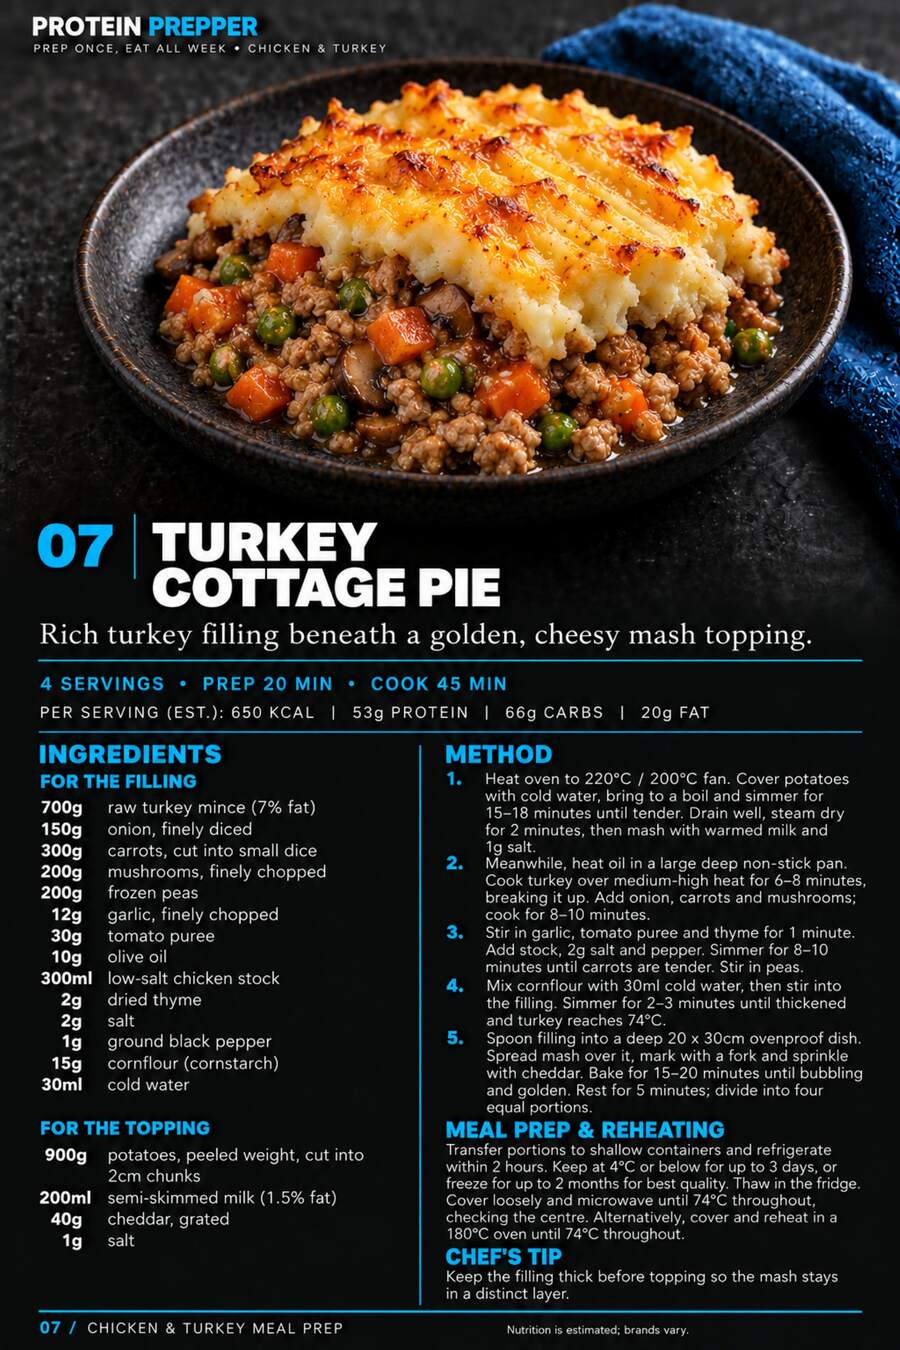 PROTEIN PREPPER
PREP ONCE, EAT ALL WEEK • CHICKEN & TURKEY
07
TURKEY
COTTAGE PIE
Rich turkey filling beneath a golden, cheesy mash topping.
4 SERVINGS • PREP 20 MIN • COOK 45 MIN
PER SERVING (EST.): 650 KCAL | 53g PROTEIN | 66g CARBS | 20g FAT
INGREDIENTS
FOR THE FILLING
700g raw turkey mince (7% fat)
150g onion, finely diced
300g carrots, cut into small dice
200g mushrooms, finely chopped
200g frozen peas
12g garlic, finely chopped
30g tomato puree
10g olive oil
300ml low-salt chicken stock
2g dried thyme
2g salt
1g ground black pepper
15g cornflour (cornstarch)
30ml cold water
FOR THE TOPPING
900g potatoes, peeled weight, cut into
2cm chunks
200ml semi-skimmed milk (1.5% fat)
40g cheddar, grated
1g salt
METHOD
1. Heat oven to 220°C / 200°C fan. Cover potatoes
with cold water, bring to a boil and simmer for
15–18 minutes until tender. Drain well, steam dry
for 2 minutes, then mash with warmed milk and
1g salt.
2. Meanwhile, heat oil in a large deep non-stick pan.
Cook turkey over medium-high heat for 6–8 minutes,
breaking it up. Add onion, carrots and mushrooms;
cook for 8–10 minutes.
3. Stir in garlic, tomato puree and thyme for 1 minute.
Add stock, 2g salt and pepper. Simmer for 8–10
minutes until carrots are tender. Stir in peas.
4. Mix cornflour with 30ml cold water, then stir into
the filling. Simmer for 2–3 minutes until thickened
and turkey reaches 74°C.
5. Spoon filling into a deep 20 x 30cm ovenproof dish.
Spread mash over it, mark with a fork and sprinkle
with cheddar. Bake for 15–20 minutes until bubbling
and golden. Rest for 5 minutes; divide into four
equal portions.
MEAL PREP & REHEATING
Transfer portions to shallow containers and refrigerate
within 2 hours. Keep at 4°C or below for up to 3 days, or
freeze for up to 2 months for best quality. Thaw in the fridge.
Cover loosely and microwave until 74°C throughout,
checking the centre. Alternatively, cover and reheat in a
180°C oven until 74°C throughout.
CHEF'S TIP
Keep the filling thick before topping so the mash stays
in a distinct layer.
07 / CHICKEN & TURKEY MEAL PREP
Nutrition is estimated; brands vary.